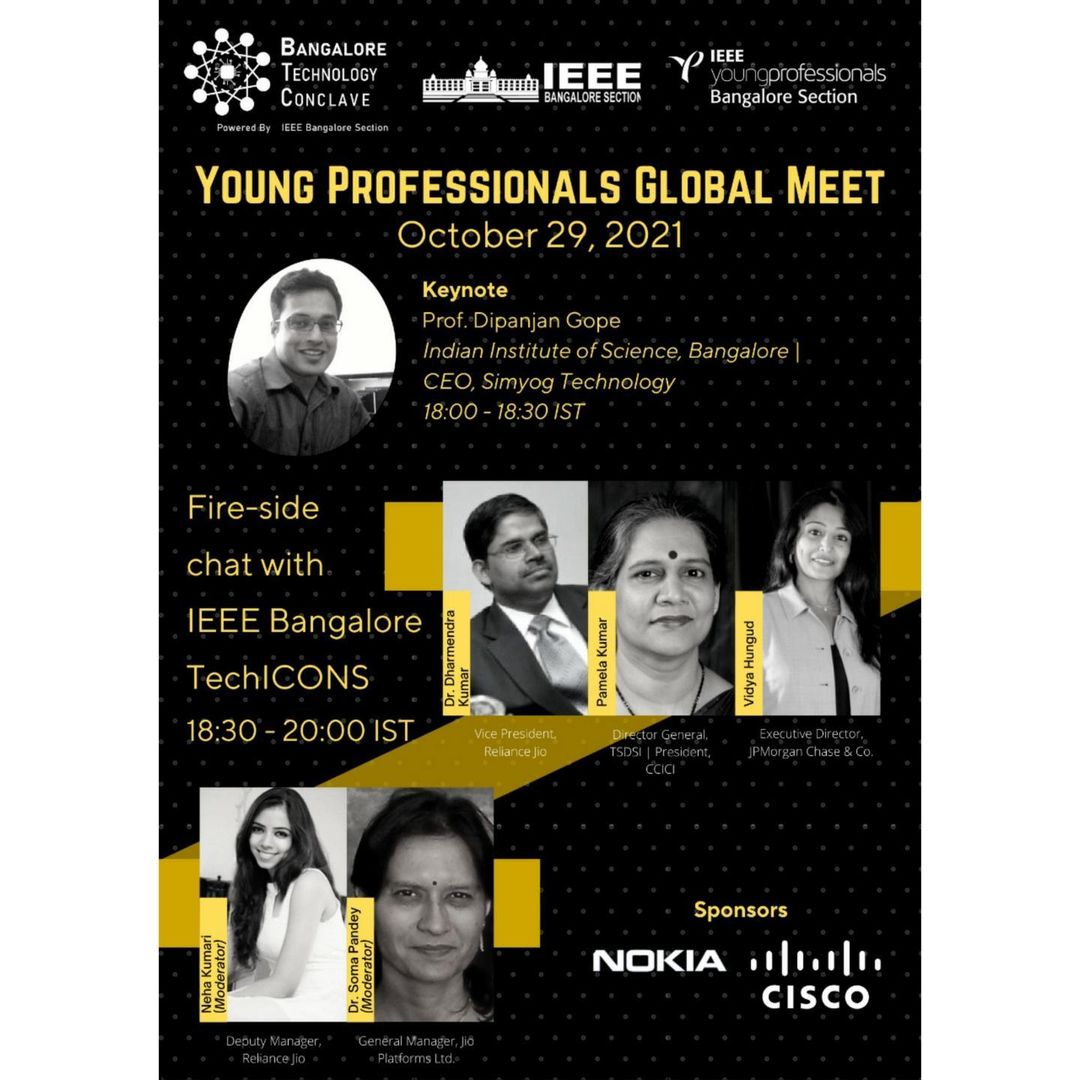 BANGALORE
TECHNOLOGY
CONCLAVE
Powered By IEEE Bangalore Section
IEEE
BANGALORE SECTION
IEEE
youngprofessionals
Bangalore Section
YOUNG PROFESSIONALS GLOBAL MEET
October 29, 2021
Keynote
Prof. Dipanjan Gope
Indian Institute of Science, Bangalore |
CEO, Simyog Technology
18:00 - 18:30 IST
Fire-side
chat with
IEEE Bangalore
TechICONS
18:30 - 20:00 IST
Dr. Dharmendra
Kumar
Vice President,
Reliance Jio
Pamela Kumar
Director General,
TSDSI | President,
CCICI
Vidya Hungud
Executive Director,
JPMorgan Chase & Co.
Neha Kumari
(Moderator)
Deputy Manager,
Reliance Jio
Dr. Soma Pandey
(Moderator)
General Manager, Jio
Platforms Ltd.
Sponsors
NOKIA
CISCO